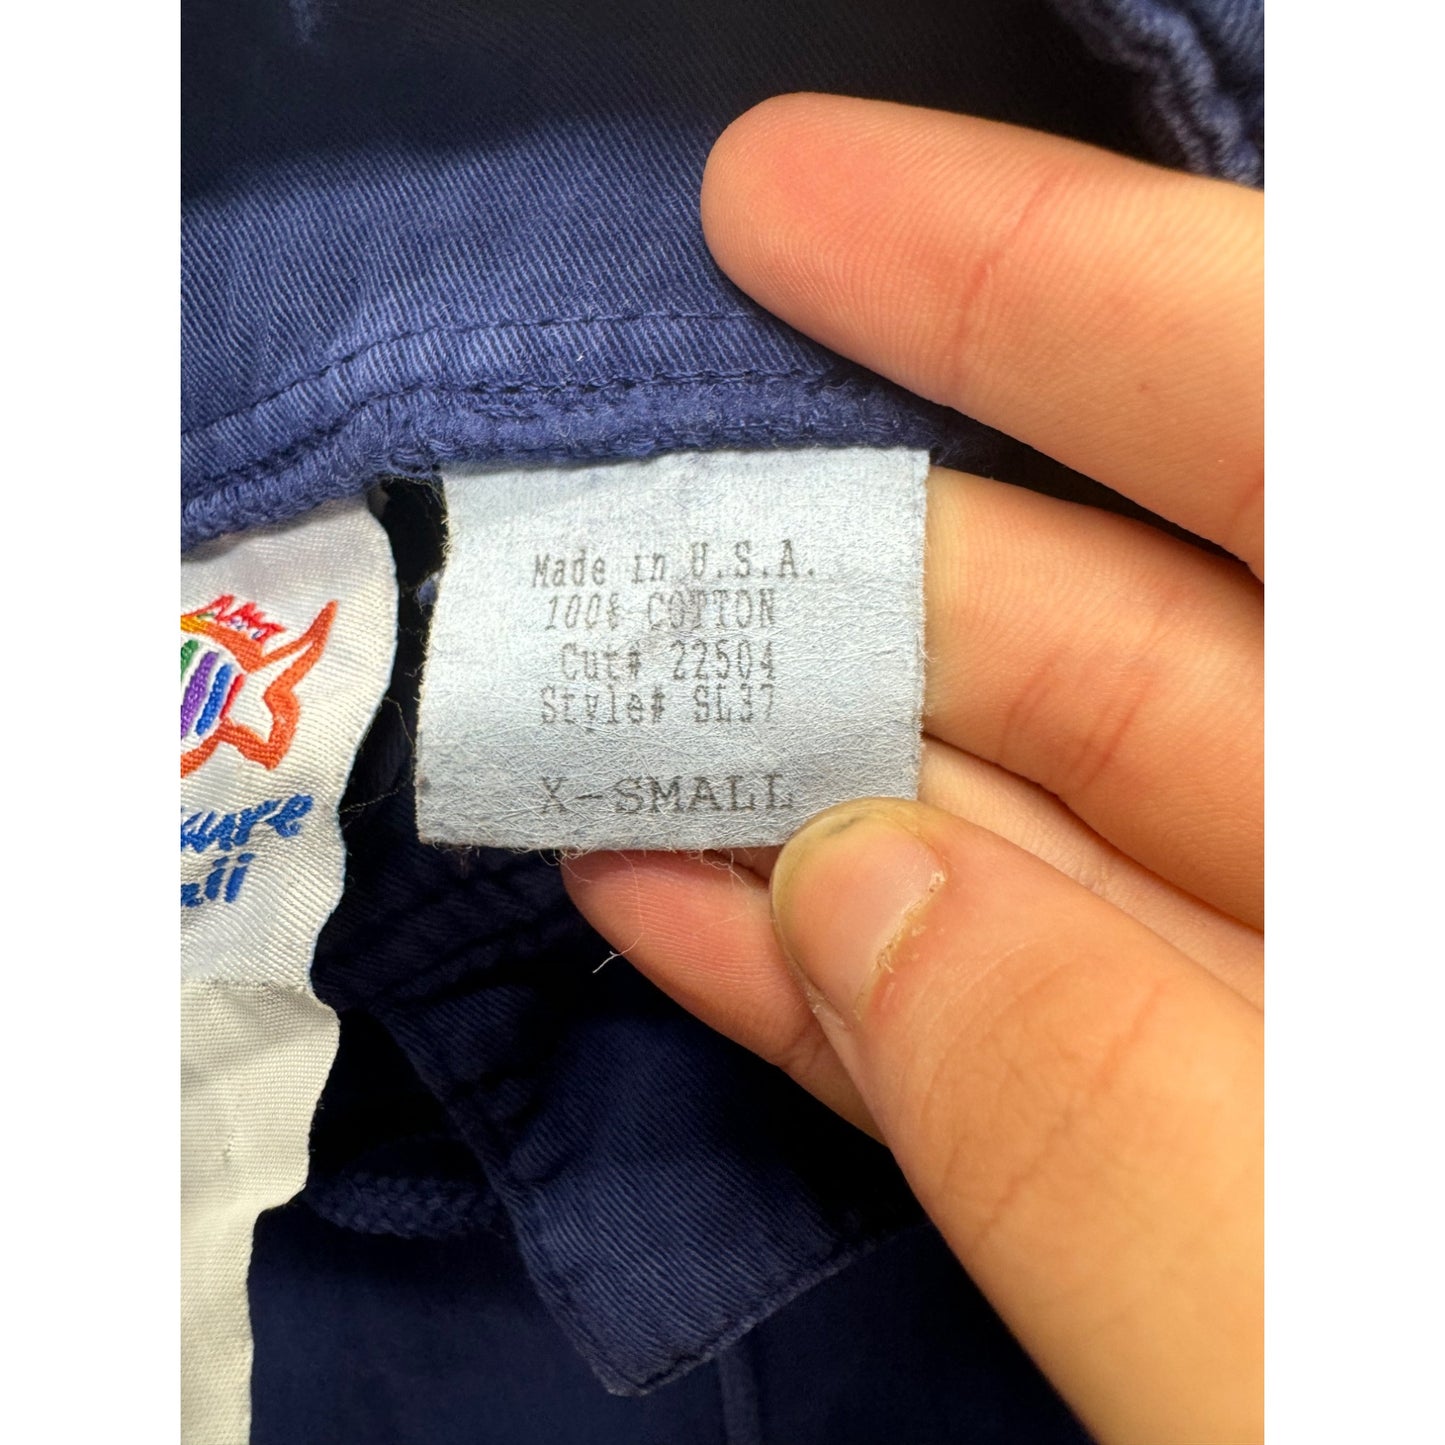 Made in U.S.A.
100% COTTON
Cut# 22504
Style# SL37
X-SMALL